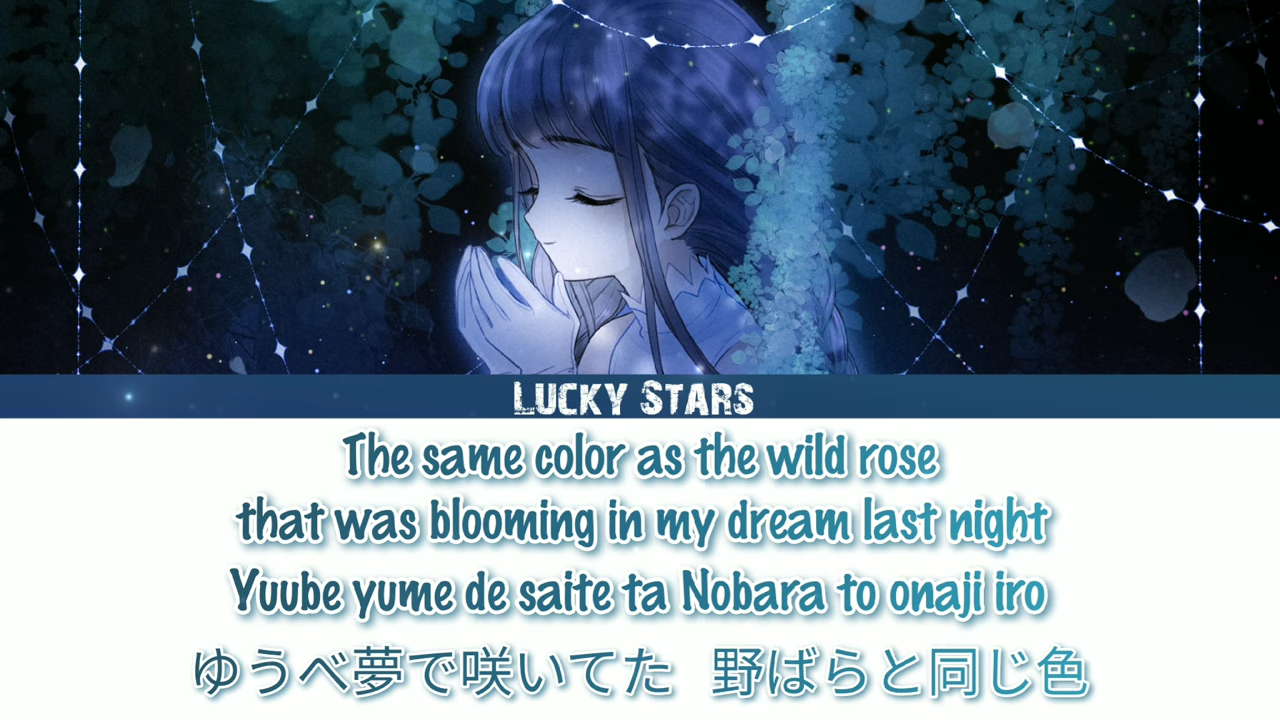 Lucky Stars
The same color as the wild rose
that was blooming in my dream last night
Yuube yume de saite ta Nobara to onaji iro
ゆうべ夢で咲いてた 野ばらと同じ色